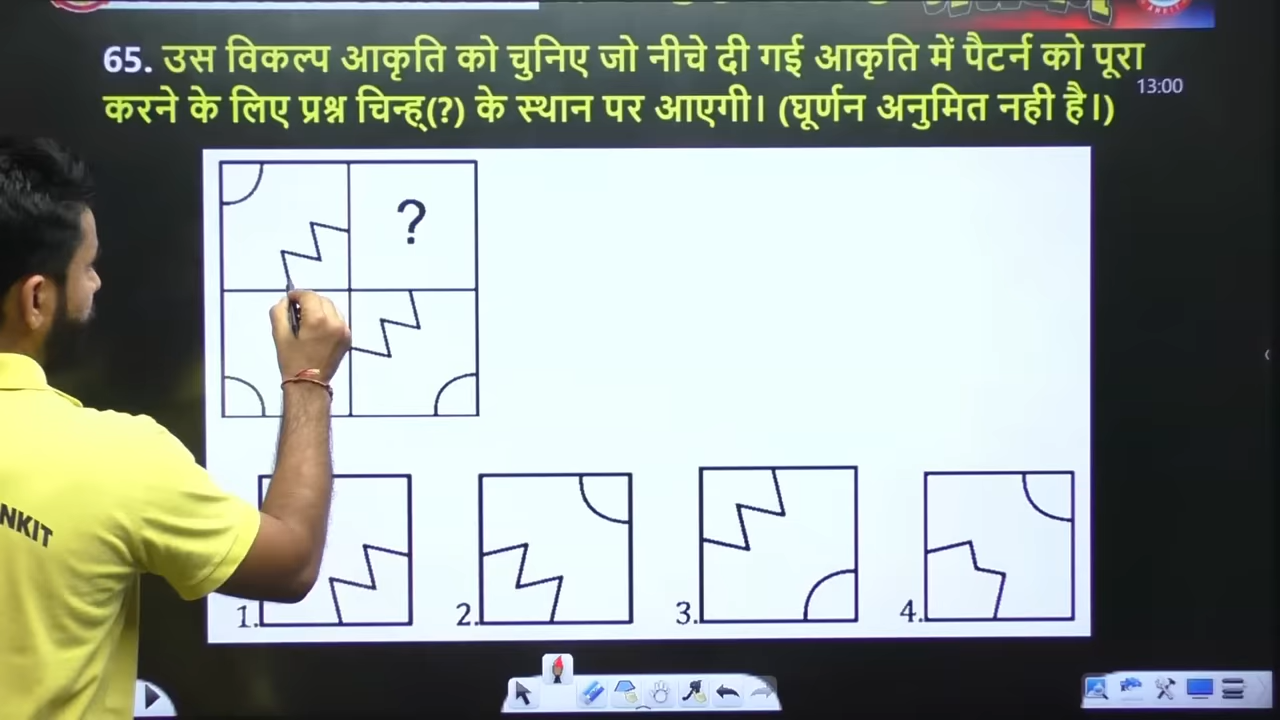 65. उस विकल्प आकृति को चुनिए जो नीचे दी गई आकृति में पैटर्न को पूरा
करने के लिए प्रश्न चिन्ह्(?) के स्थान पर आएगी। (घूर्णन अनुमित नही है।)
13:00
?
NKIT
1. 2. 3. 4.